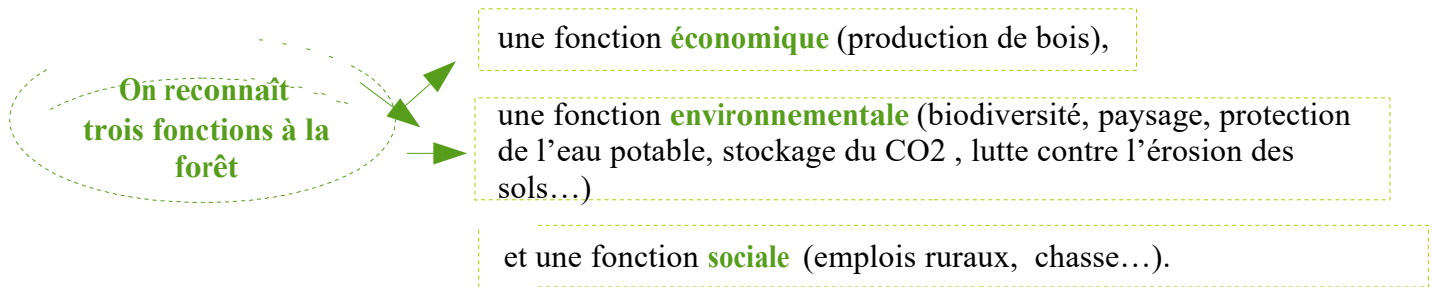 On reconnaît
trois fonctions à la
forêt
une fonction économique (production de bois),
une fonction environnementale (biodiversité, paysage, protection
de l’eau potable, stockage du CO2 , lutte contre l’érosion des
sols…)
et une fonction sociale (emplois ruraux, chasse…).